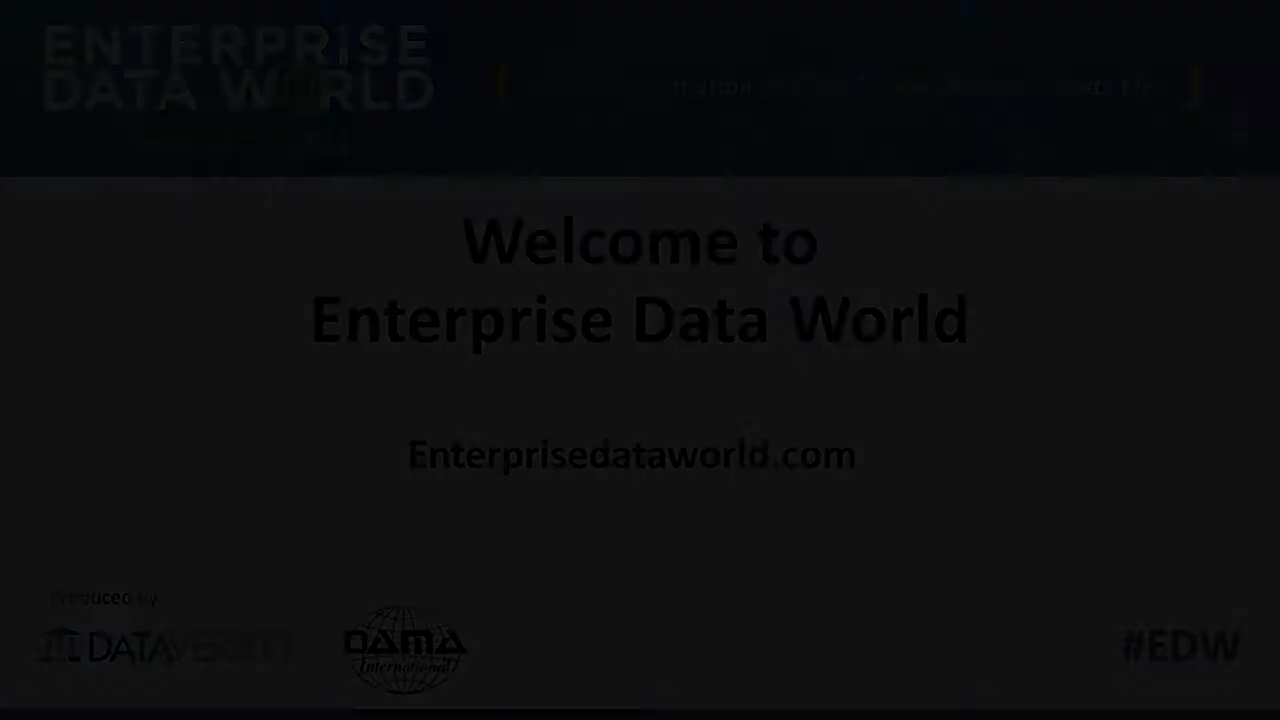 ENTERPRISE
DATA WORLD
Welcome to
Enterprise Data World
Enterprisedataworld.com
Produced by
DATAVERSITY
DAMA
International
#EDW